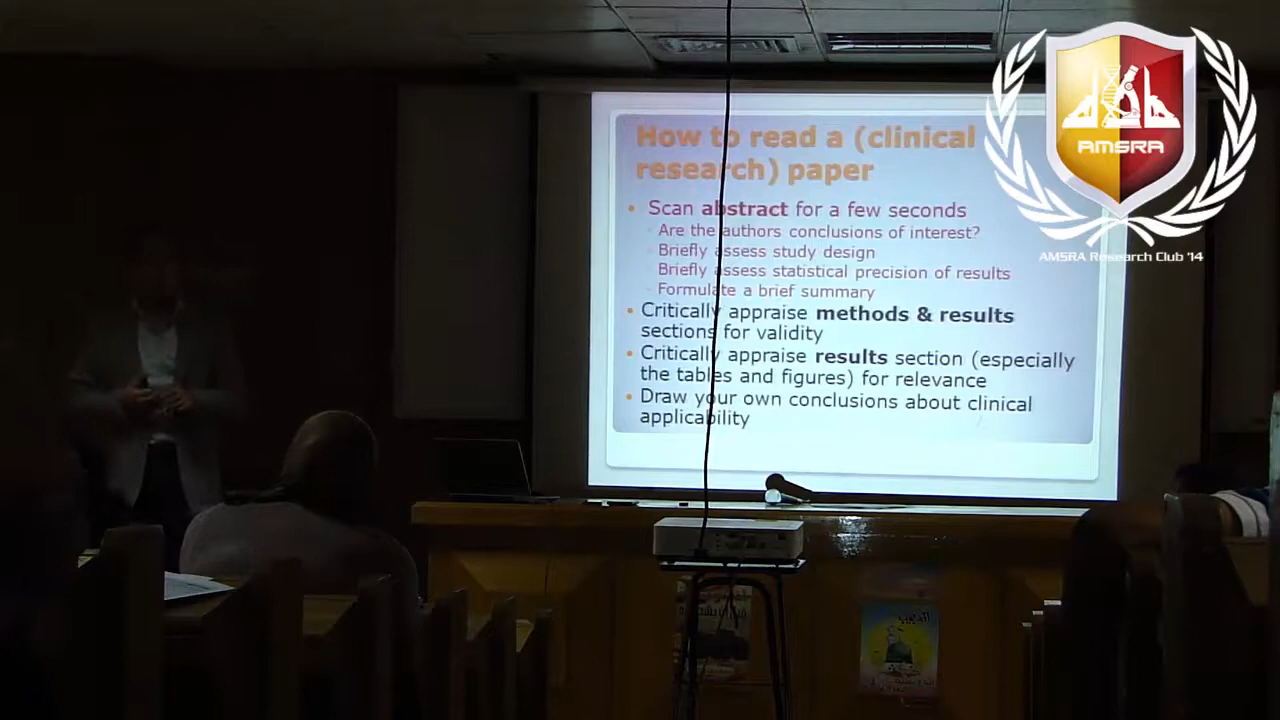 How to read a (clinical
research) paper
Scan abstract for a few seconds
Are the authors conclusions of interest?
Briefly assess study design
Briefly assess statistical precision of results
Formulate a brief summary
Critically appraise methods & results
sections for validity
Critically appraise results section (especially
the tables and figures) for relevance
Draw your own conclusions about clinical
applicability
AMSRA
AMSRA Research Club '14